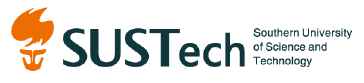 SUSTech
Southern University
of Science and
Technology